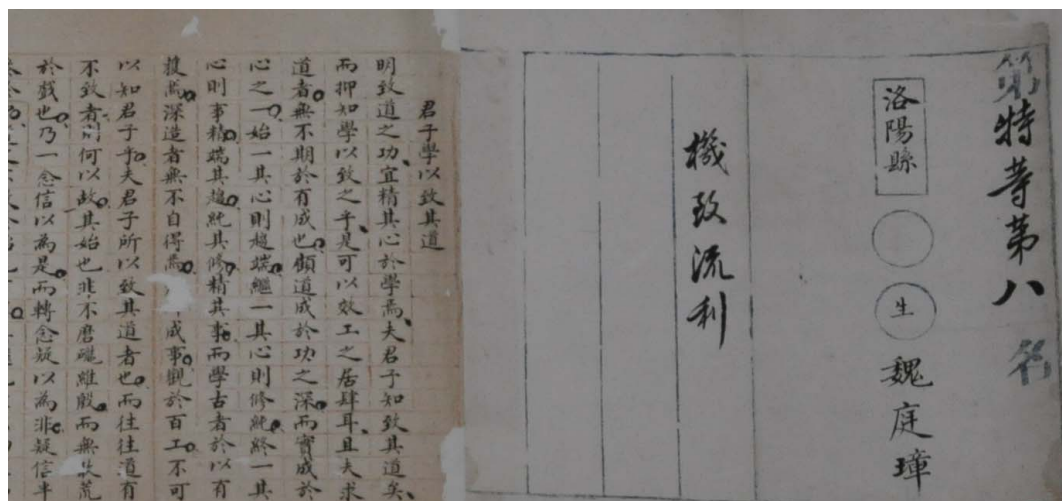 第特等第八名
洛陽縣 生 魏庭璋
機致流利
君子學以致其道
明致道之功宜精其心於學焉夫君子知致其道矣
而抑知學以致之乎是可以效工之居肆耳且夫求
道者無不期於有成也顧道成於功之深而實成於
心之一始一其心則趨端繼一其心則修純終一其
心則事精端其趨純其修精其事而學古者於以有
獲焉深造者無不自得焉成事觀於百工不可
以知君子乎夫君子所以致其道者也而往往道有
不致者何以故其始也非不磨礲維殷而無失荒
於戲也乃一念信以為是而轉念疑以為非疑信半